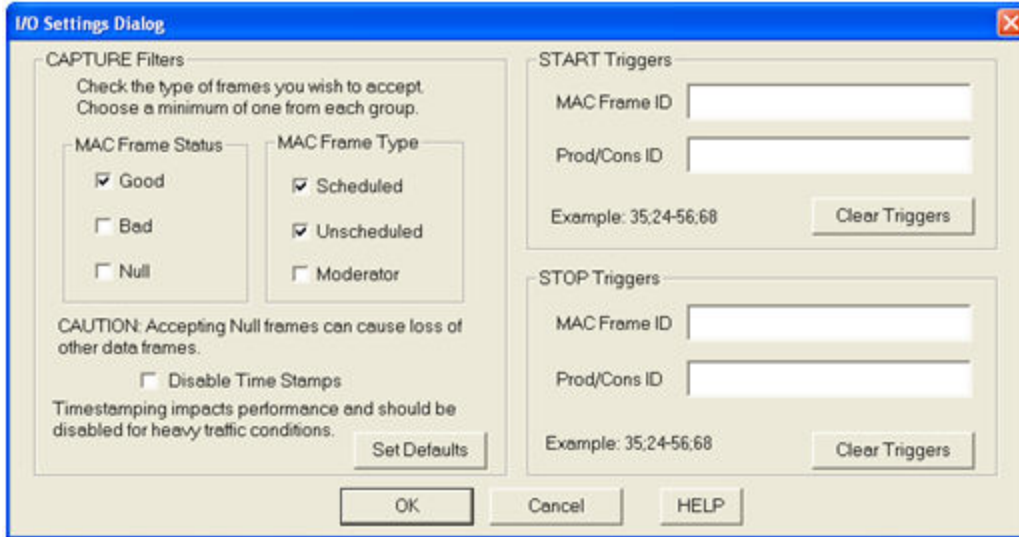 I/O Settings Dialog
CAPTURE Filters
Check the type of frames you wish to accept.
Choose a minimum of one from each group.
MAC Frame Status
Good
Bad
Null
MAC Frame Type
Scheduled
Unscheduled
Moderator
CAUTION: Accepting Null frames can cause loss of
other data frames.
Disable Time Stamps
Timestamping impacts performance and should be
disabled for heavy traffic conditions.
Set Defaults
START Triggers
MAC Frame ID
Prod/Cons ID
Example: 35;24-56;68
Clear Triggers
STOP Triggers
MAC Frame ID
Prod/Cons ID
Example: 35;24-56;68
Clear Triggers
OK
Cancel
HELP